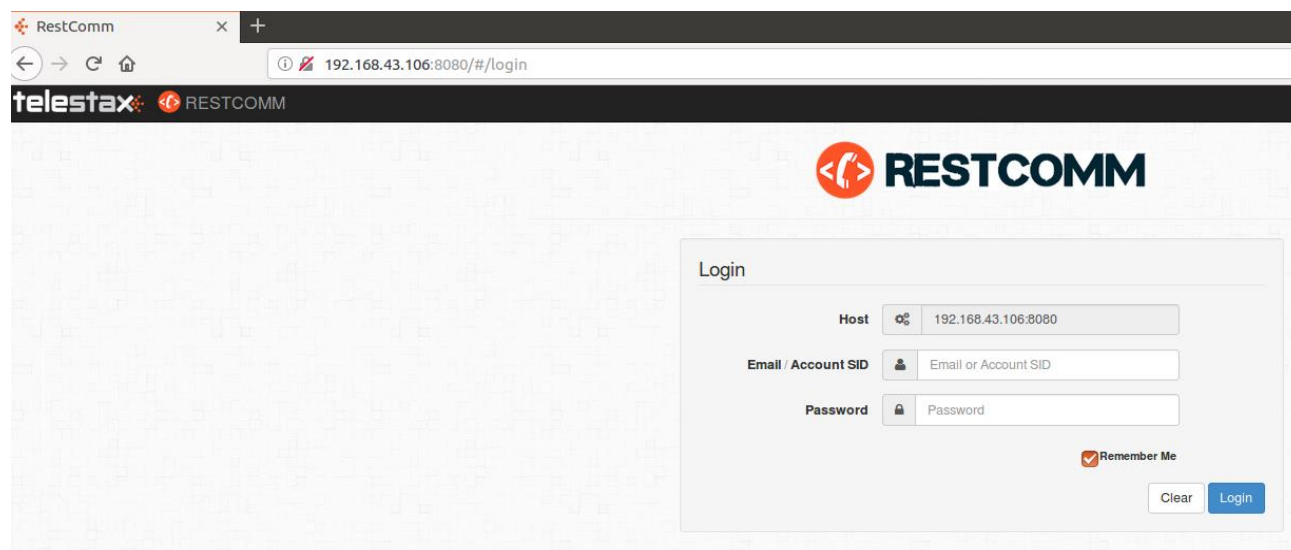 RestComm
192.168.43.106:8080/#/login
telestax RESTCOMM
RESTCOMM
Login
Host 192.168.43.106:8080
Email / Account SID Email or Account SID
Password Password
Remember Me
Clear Login